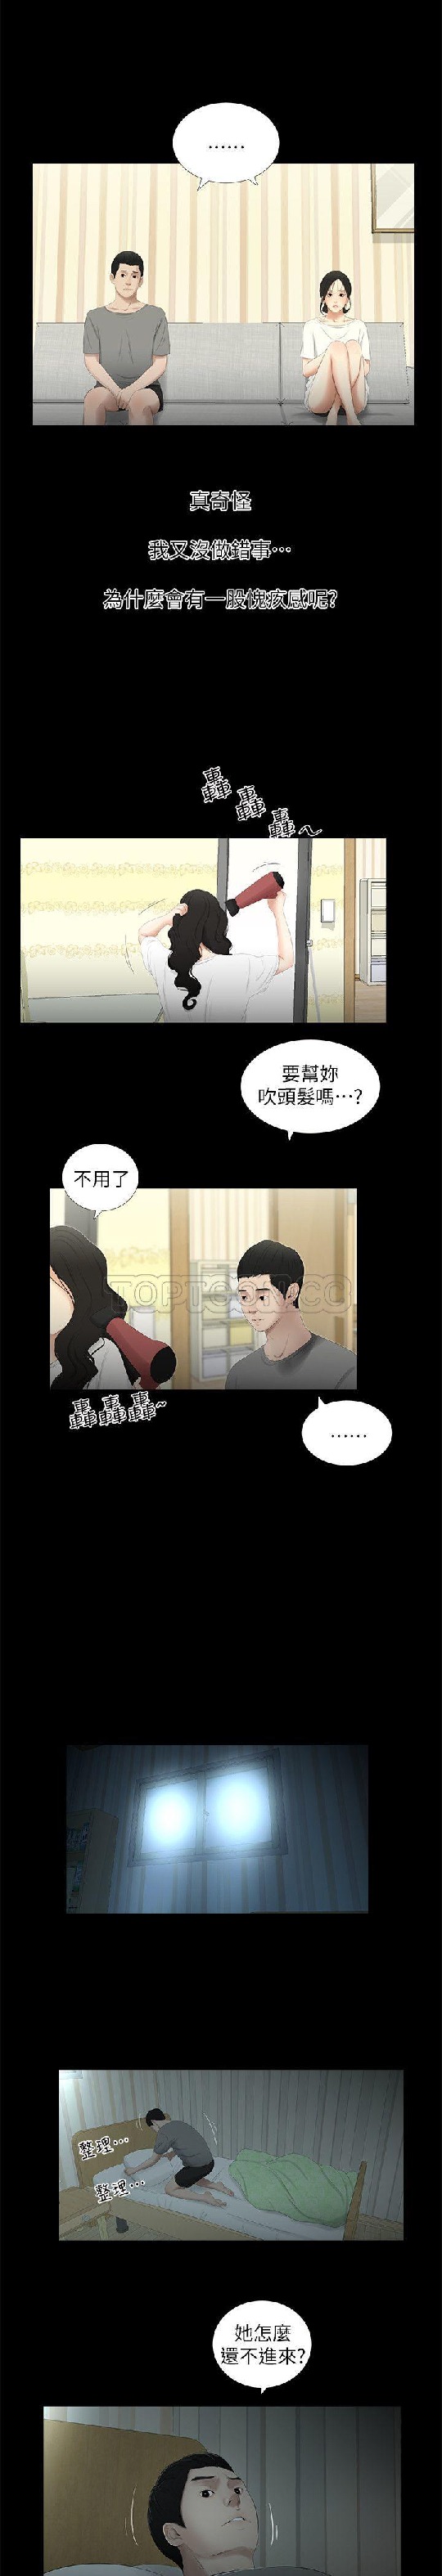 ……
真奇怪
我又沒做錯事…
為什麼會有一股愧疚感呢?
轟
轟
轟~
要幫妳
吹頭髮嗎…?
不用了
TOPTOON.CO
轟轟轟~
……
整理…
整理…
她怎麼
還不進來?